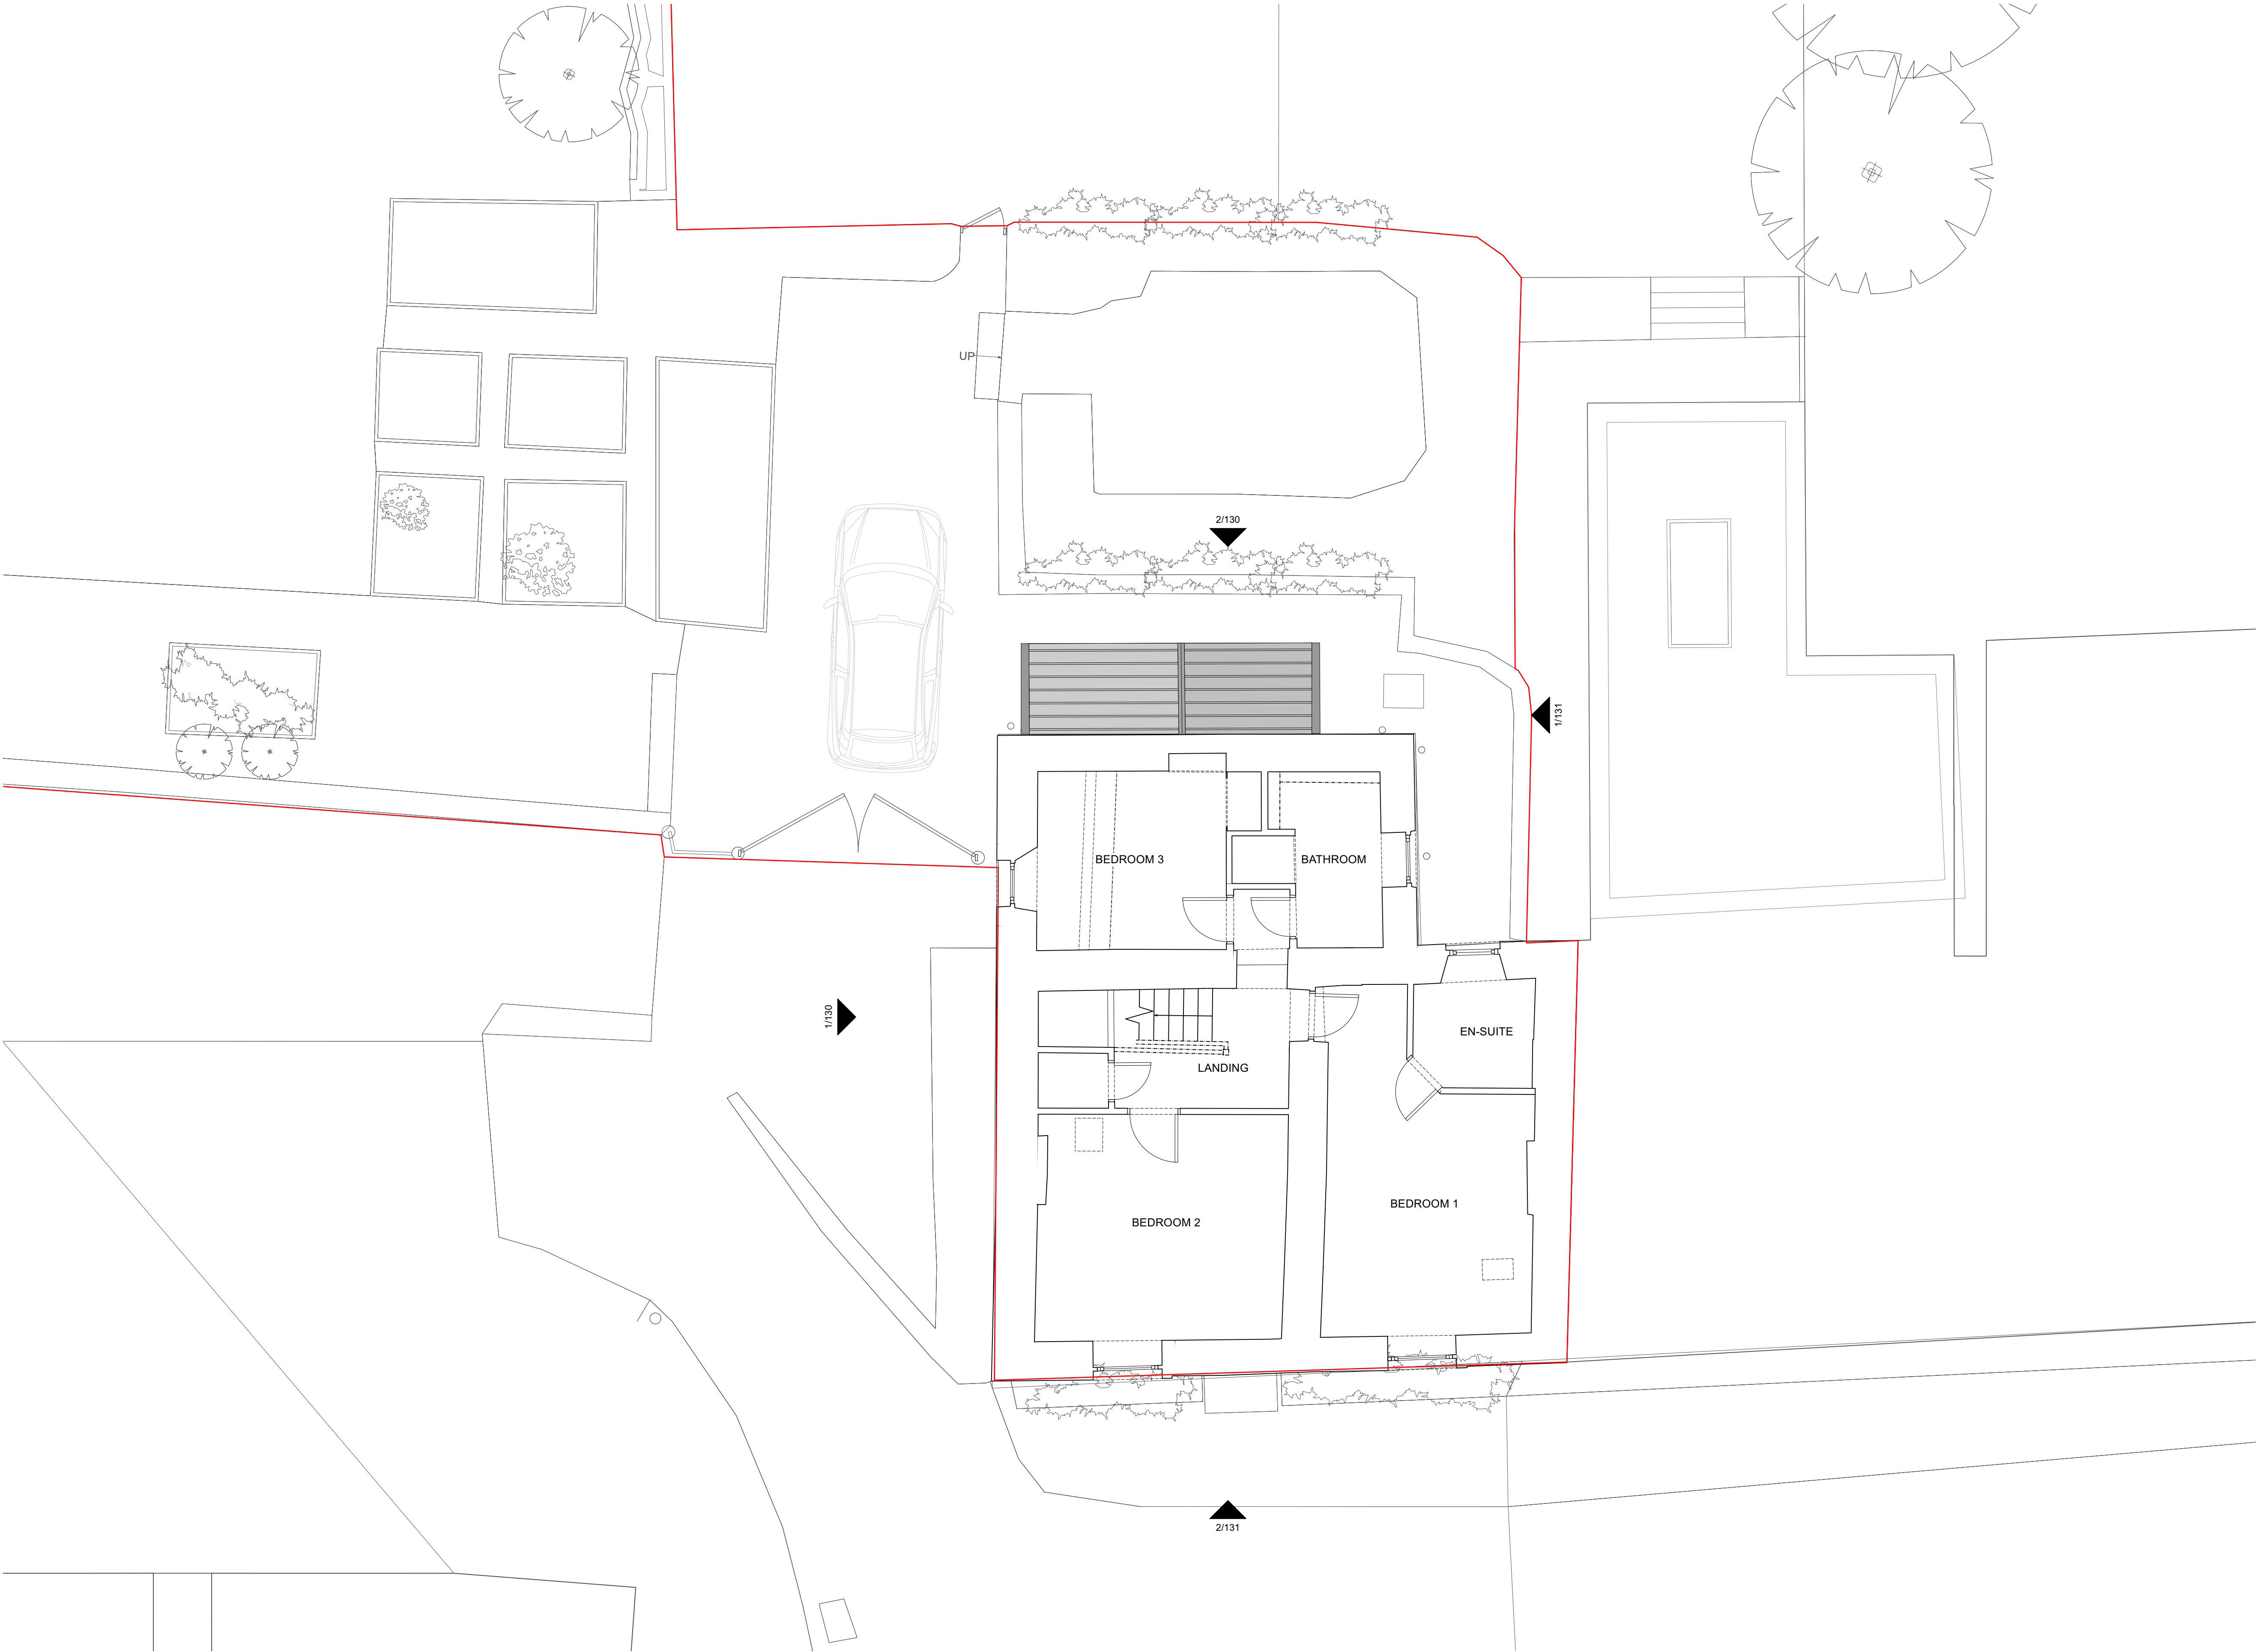 UP
2/130
1/131
BEDROOM 3
BATHROOM
1/130
EN-SUITE
LANDING
BEDROOM 1
BEDROOM 2
2/131